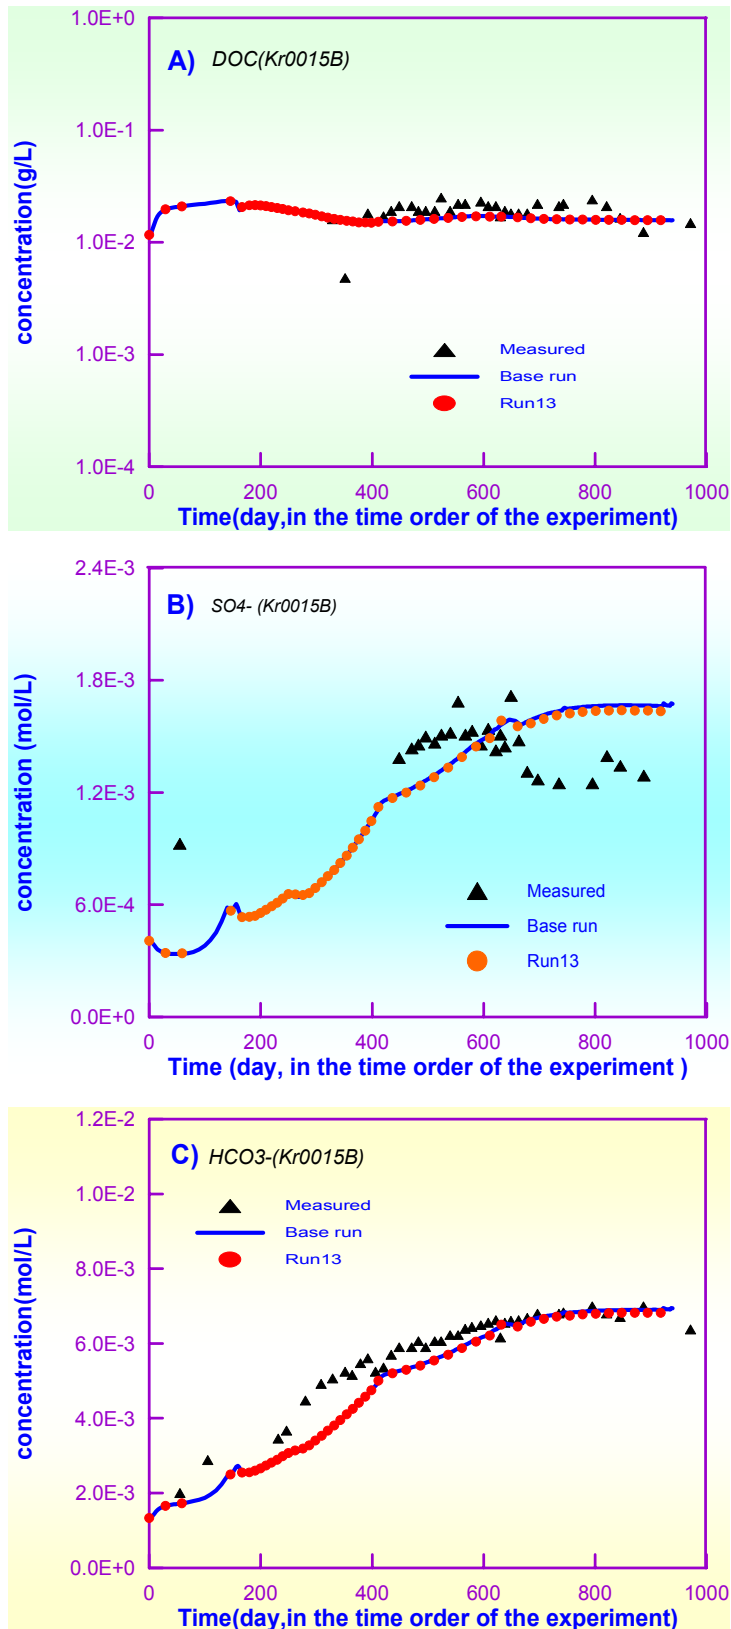 1.0E+0
A) DOC(Kr0015B)
1.0E-1
1.0E-2
1.0E-3
1.0E-4
concentration(g/L)
Measured
Base run
Run13
0 200 400 600 800 1000
Time(day,in the time order of the experiment)
2.4E-3
B) SO4- (Kr0015B)
1.8E-3
1.2E-3
6.0E-4
0.0E+0
concentration (mol/L)
Measured
Base run
Run13
0 200 400 600 800 1000
Time (day, in the time order of the experiment )
1.2E-2
C) HCO3-(Kr0015B)
1.0E-2
8.0E-3
6.0E-3
4.0E-3
2.0E-3
0.0E+0
concentration(mol/L)
Measured
Base run
Run13
0 200 400 600 800 1000
Time(day,in the time order of the experiment)